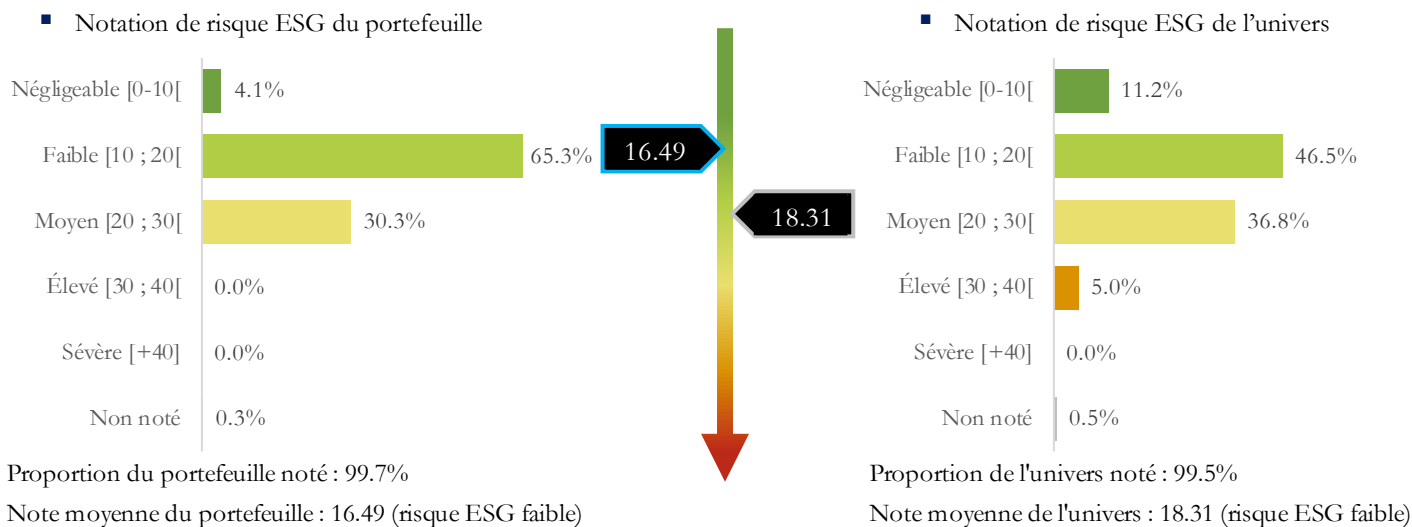 ▪ Notation de risque ESG du portefeuille
Négligeable [0-10[ 4.1%
Faible [10 ; 20[ 65.3%
Moyen [20 ; 30[ 30.3%
Élevé [30 ; 40[ 0.0%
Sévère [+40] 0.0%
Non noté 0.3%
Proportion du portefeuille noté : 99.7%
Note moyenne du portefeuille : 16.49 (risque ESG faible)
16.49
18.31
▪ Notation de risque ESG de l’univers
Négligeable [0-10[ 11.2%
Faible [10 ; 20[ 46.5%
Moyen [20 ; 30[ 36.8%
Élevé [30 ; 40[ 5.0%
Sévère [+40] 0.0%
Non noté 0.5%
Proportion de l'univers noté : 99.5%
Note moyenne de l'univers : 18.31 (risque ESG faible)